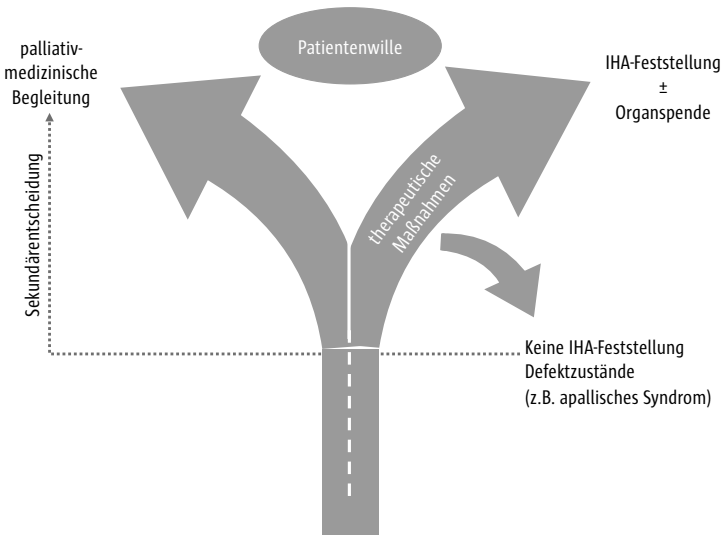 palliativ-
medizinische
Begleitung
Patientenwille
IHA-Feststellung
±
Organspende
Sekundärentscheidung
therapeutische
Maßnahmen
Keine IHA-Feststellung
Defektzustände
(z.B. apallisches Syndrom)